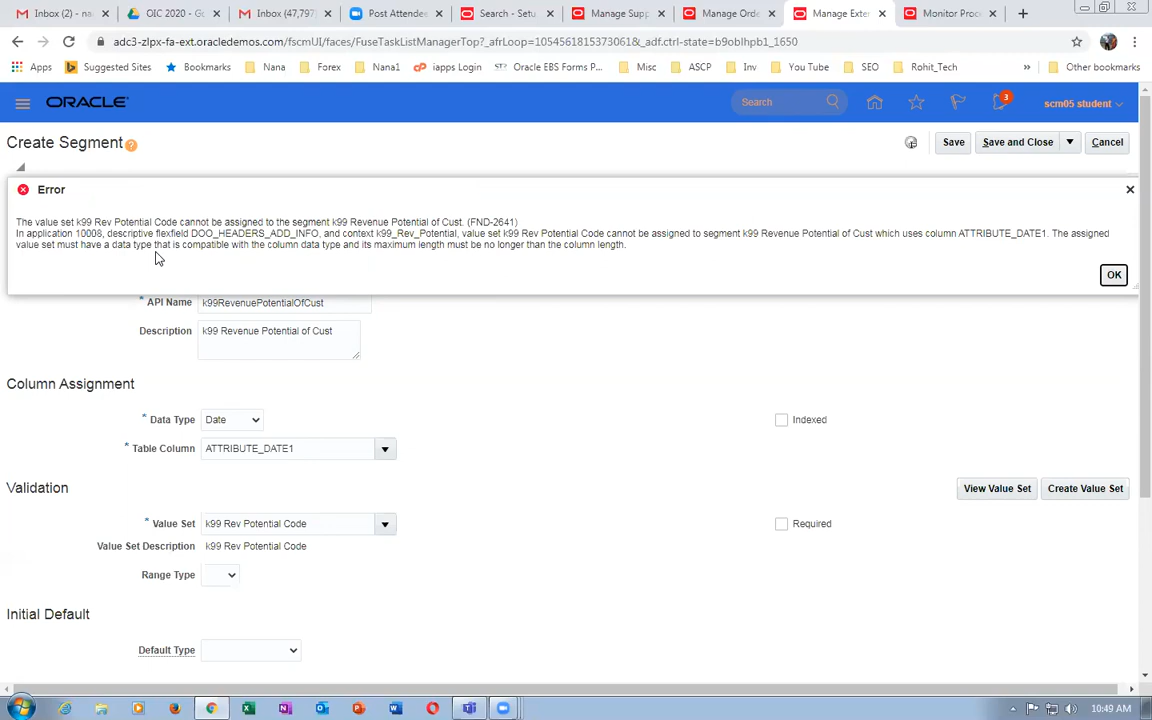 Inbox (2) - na
OIC 2020 - Go
Inbox (47,797)
Post Attendee
Search - Setu
Manage Supp
Manage Orde
Manage Exter
Monitor Proc
adc3-zlpx-fa-ext.oracledemos.com/fscmUI/faces/FuseTaskListManagerTop?_afrLoop=1054561815373061&_adf.ctrl-state=b9oblhpb1_1650
Apps
Suggested Sites
Bookmarks
Nana
Forex
Nana1
iapps Login
Oracle EBS Forms P...
Misc
ASCP
Inv
You Tube
SEO
Rohit_Tech
»
Other bookmarks
ORACLE
Search
3
scm05 student
Create Segment
Save
Save and Close
Cancel
Error
The value set k99 Rev Potential Code cannot be assigned to the segment k99 Revenue Potential of Cust. (FND-2641)
In application 10008, descriptive flexfield DOO_HEADERS_ADD_INFO, and context k99_Rev_Potential, value set k99 Rev Potential Code cannot be assigned to segment k99 Revenue Potential of Cust which uses column ATTRIBUTE_DATE1. The assigned
value set must have a data type that is compatible with the column data type and its maximum length must be no longer than the column length.
OK
* API Name k99RevenuePotentialOfCust
Description k99 Revenue Potential of Cust
Column Assignment
* Data Type Date
Indexed
* Table Column ATTRIBUTE_DATE1
Validation
View Value Set
Create Value Set
* Value Set k99 Rev Potential Code
Required
Value Set Description k99 Rev Potential Code
Range Type
Initial Default
Default Type
10:49 AM